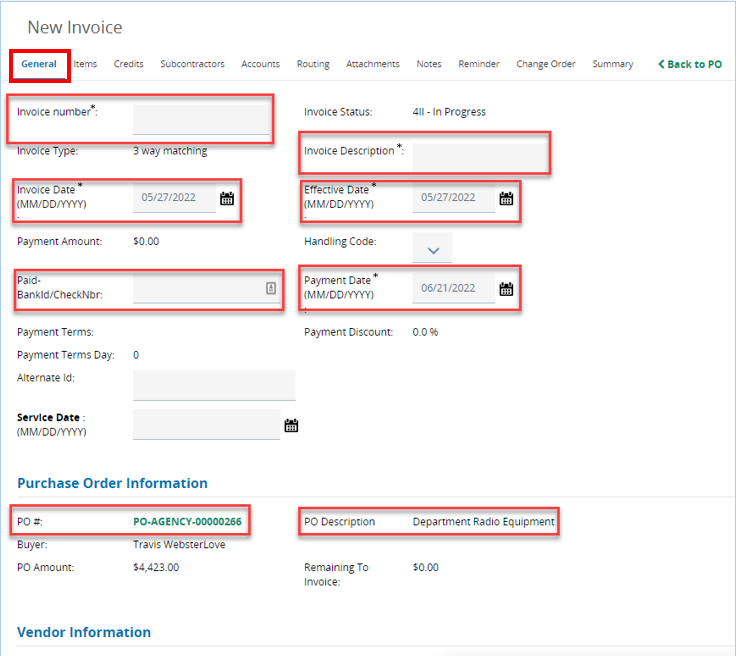 New Invoice
General Items Credits Subcontractors Accounts Routing Attachments Notes Reminder Change Order Summary Back to PO
Invoice number*: Invoice Status: 4II - In Progress
Invoice Type: 3 way matching Invoice Description *:
Invoice Date * 05/27/2022 Effective Date * 05/27/2022
(MM/DD/YYYY) (MM/DD/YYYY)
: :
Payment Amount: $0.00 Handling Code:
Paid- Payment Date *
BankId/CheckNbr: (MM/DD/YYYY) 06/21/2022
:
Payment Terms: Payment Discount: 0.0 %
Payment Terms Day: 0
Alternate Id:
Service Date :
(MM/DD/YYYY)
Purchase Order Information
PO #: PO-AGENCY-00000266 PO Description Department Radio Equipment
Buyer: Travis WebsterLove
PO Amount: $4,423.00 Remaining To $0.00
Invoice:
Vendor Information